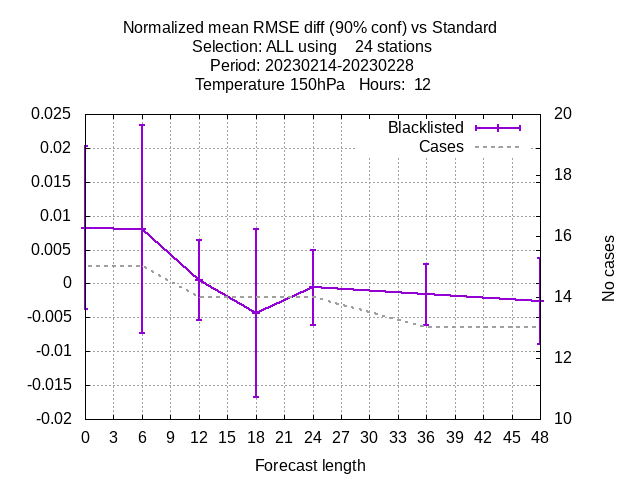 Normalized mean RMSE diff (90% conf) vs Standard
Selection: ALL using 24 stations
Period: 20230214-20230228
Temperature 150hPa Hours: 12
0.025
0.02
0.015
0.01
0.005
0
-0.005
-0.01
-0.015
-0.02
20
18
16
14
12
10
Blacklisted
Cases
No cases
0 3 6 9 12 15 18 21 24 27 30 33 36 39 42 45 48
Forecast length